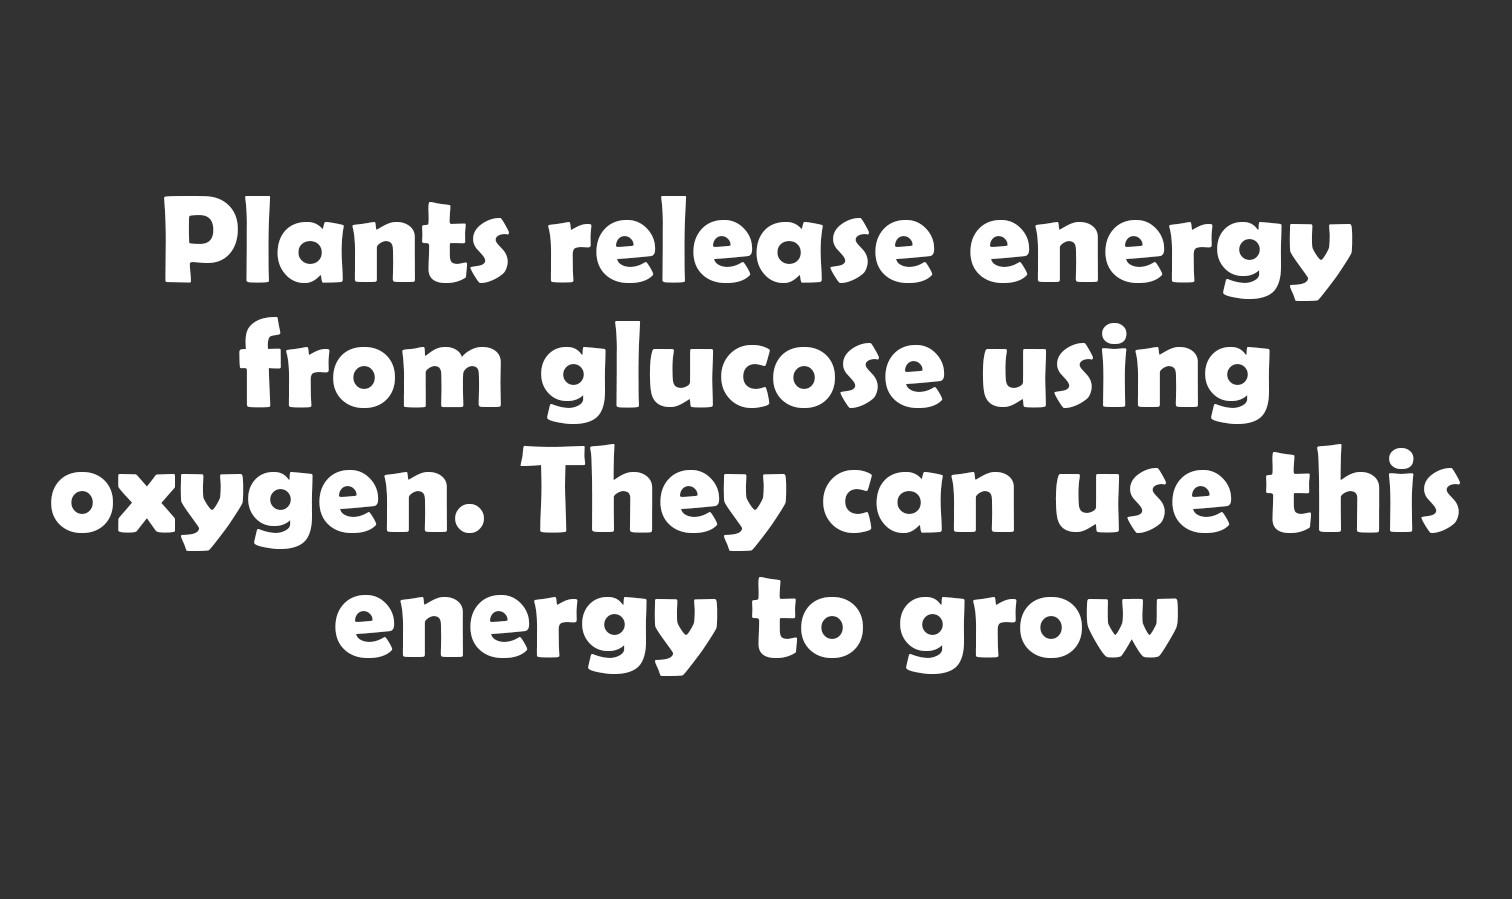 Plants release energy
from glucose using
oxygen. They can use this
energy to grow